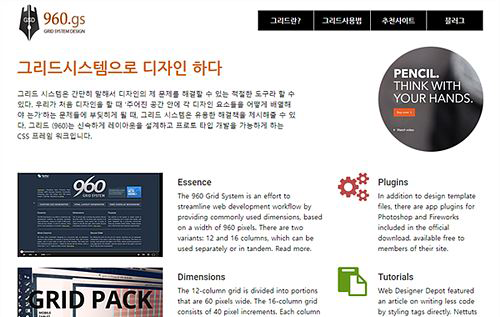 GSD
960.gs
GRID SYSTEM DESIGN
그리드란?
그리드사용법
추천사이트
블러그
그리드시스템으로 디자인 하다
그리드 시스템은 간단히 말해서 디자인의 제 문제를 해결할 수 있는 적절한 도구라 할 수
있다. 우리가 처음 디자인을 할 때 '주어진 공간 안에 각 디자인 요소들을 어떻게 배열해
야 는가'하는 문제들에 부딪히게 될 때, 그리드 시스템은 유용한 해결책을 제시해줄 수 있
다. 그리드 (960)는 신속하게 레이아웃을 설계하고 프로토 타입 개발을 가능하게 하는
CSS 프레임 워크입니다.
PENCIL.
THINK WITH
YOUR HANDS.
Watch video
960
GRID SYSTEM
Essence
The 960 Grid System is an effort to
streamline web development workflow by
providing commonly used dimensions, based
on a width of 960 pixels. There are two
variants: 12 and 16 columns, which can be
used separately or in tandem. Read more.
Plugins
In addition to design template
files, there are app plugins for
Photoshop and Fireworks
included in the official
download, available free to
members of their site.
GRID PACK
Dimensions
The 12-column grid is divided into portions
that are 60 pixels wide. The 16-column grid
consists of 40 pixel increments. Each column
Tutorials
Web Designer Depot featured
an article on writing less code
by styling tags directly. Nettuts